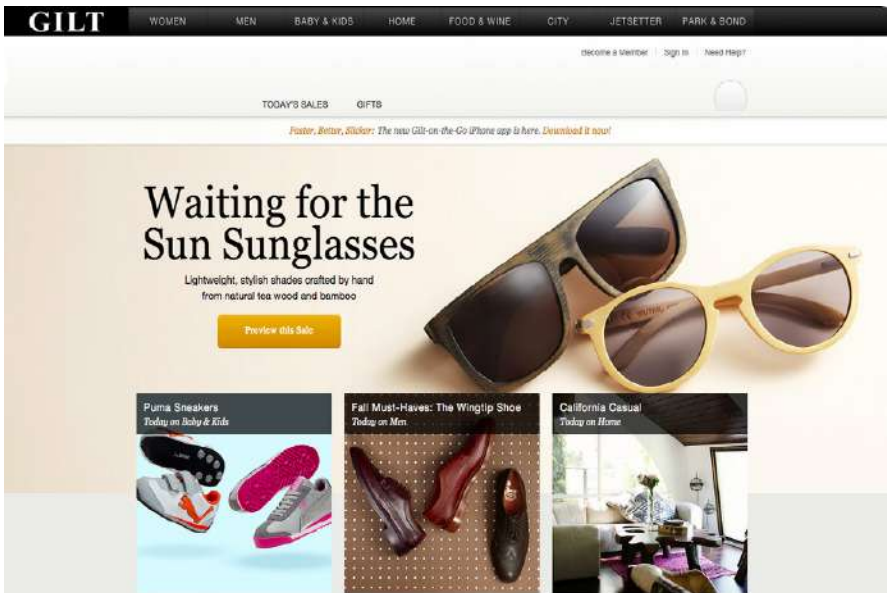 GILT
WOMEN MEN BABY & KIDS HOME FOOD & WINE CITY JETSETTER PARK & BOND
Become a Member Sign In Need Help?
TODAY'S SALES GIFTS
Faster, Better, Slicker: The new Gilt-on-the-Go iPhone app is here. Download it now!
Waiting for the
Sun Sunglasses
Lightweight, stylish shades crafted by hand
from natural tea wood and bamboo
Preview this Sale
Puma Sneakers
Today on Baby & Kids
Fall Must-Haves: The Wingtip Shoe
Today on Men
California Casual
Today on Home